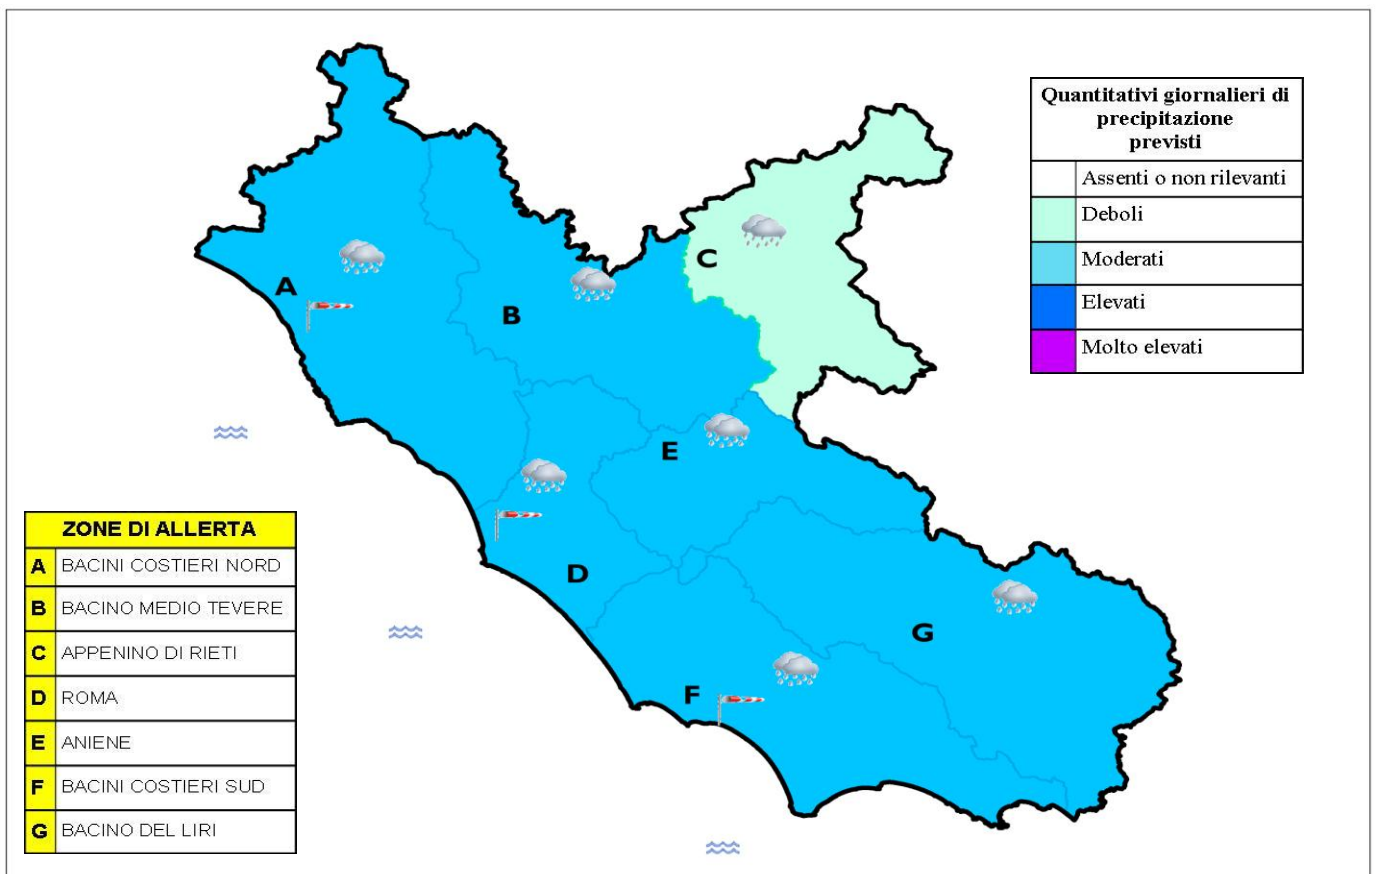 Quantitativi giornalieri di
precipitazione
previsti
Assenti o non rilevanti
Deboli
Moderati
Elevati
Molto elevati
A
B
C
D
E
F
G
ZONE DI ALLERTA
A BACINI COSTIERI NORD
B BACINO MEDIO TEVERE
C APPENINO DI RIETI
D ROMA
E ANIENE
F BACINI COSTIERI SUD
G BACINO DEL LIRI